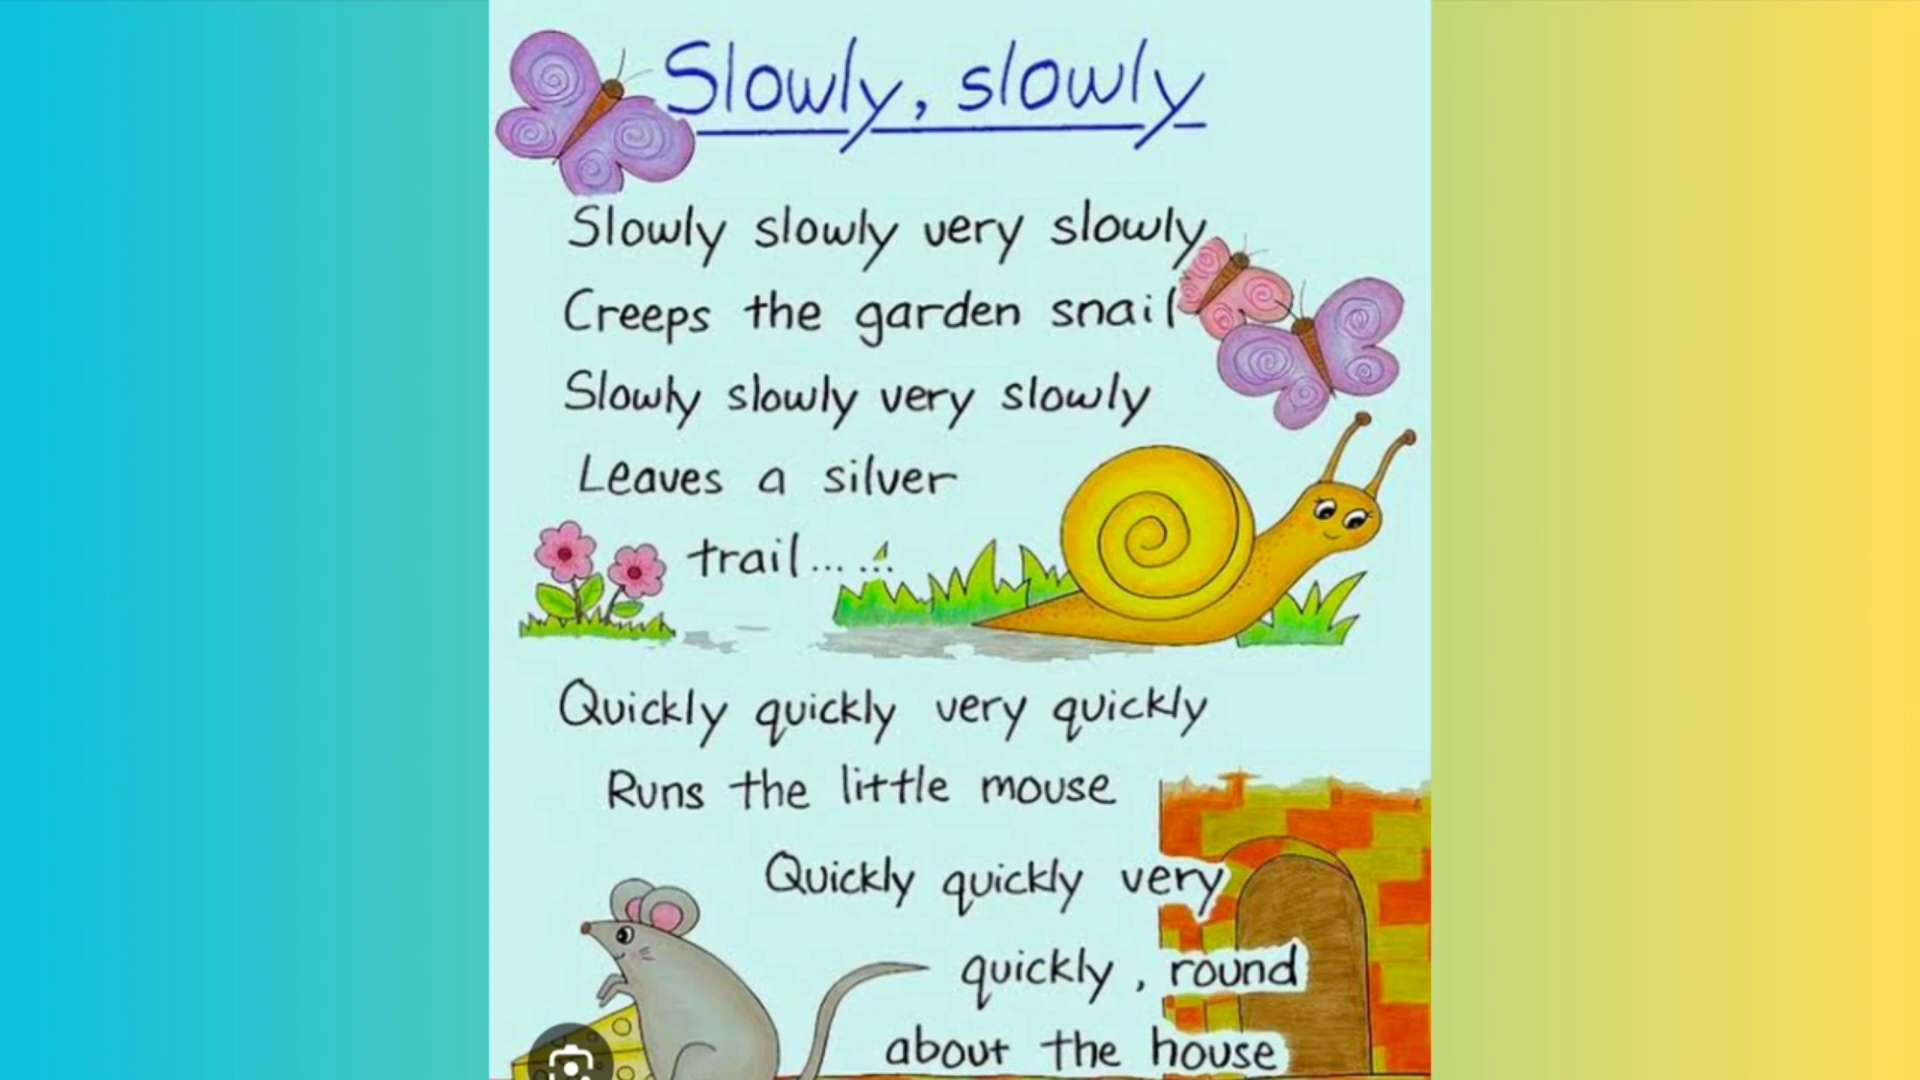 Slowly, slowly
Slowly slowly very slowly
Creeps the garden snail
Slowly slowly very slowly
Leaves a silver
trail... ...
Quickly quickly very quickly
Runs the little mouse
Quickly quickly very
quickly, round
about the house